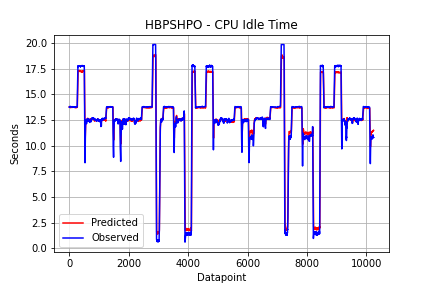 HBPSHPO - CPU Idle Time
20.0
17.5
15.0
12.5
10.0
7.5
5.0
2.5
0.0
Seconds
Predicted
Observed
0 2000 4000 6000 8000 10000
Datapoint